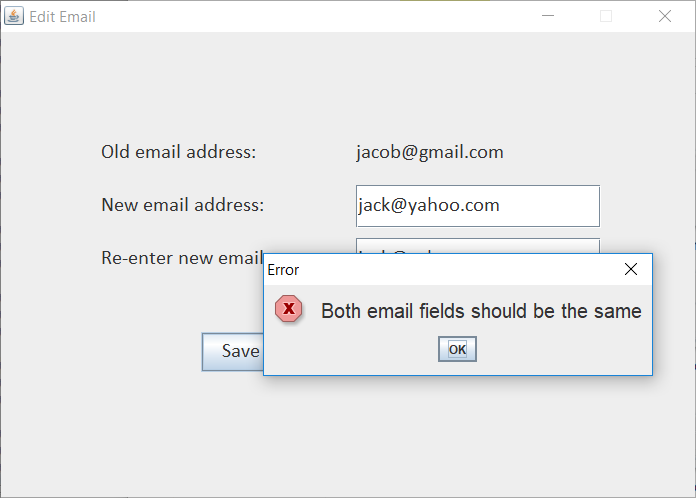 Edit Email
Old email address: jacob@gmail.com
New email address: jack@yahoo.com
Re-enter new email
Error
Both email fields should be the same
OK
Save